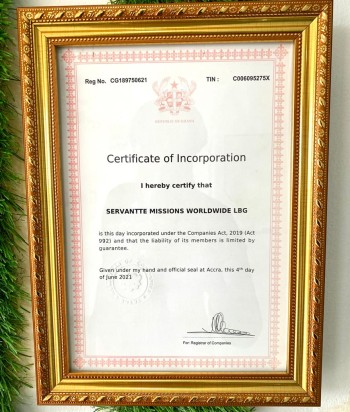 Reg No. CG189750621 TIN : C006095275X
Certificate of Incorporation
I hereby certify that
SERVANTTE MISSIONS WORLDWIDE LBG
is this day incorporated under the Companies Act, 2019 (Act
992) and that the liability of its members is limited by
guarantee.
Given under my hand and official seal at Accra, this 4th day
of June 2021
For: Registrar of Companies